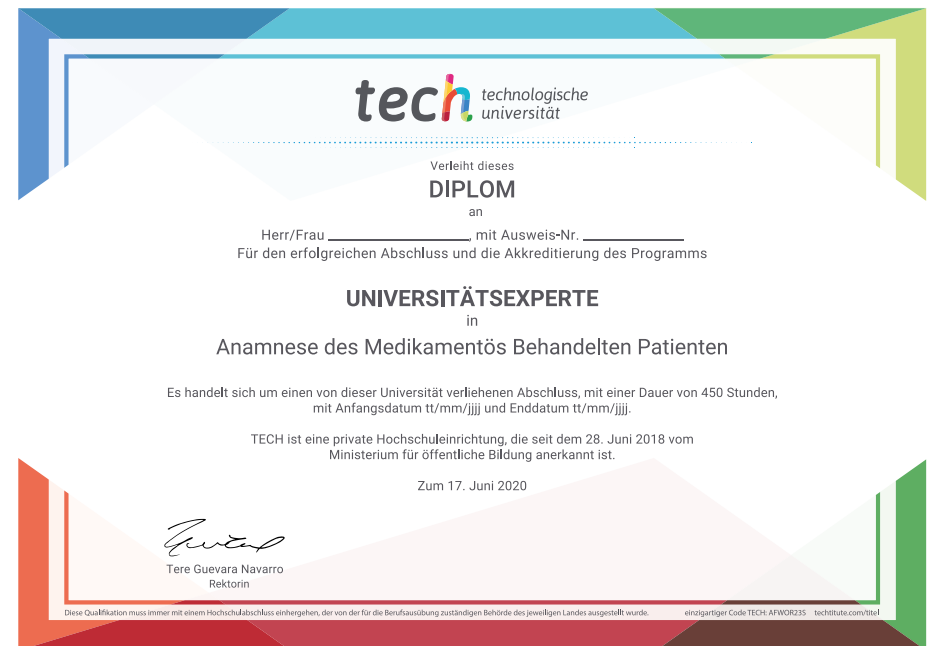 tech technologische
universität
Verleiht dieses
DIPLOM
an
Herr/Frau ____________, mit Ausweis-Nr. ____________
Für den erfolgreichen Abschluss und die Akkreditierung des Programms
UNIVERSITÄTSEXPERTE
in
Anamnese des Medikamentös Behandelten Patienten
Es handelt sich um einen von dieser Universität verliehenen Abschluss, mit einer Dauer von 450 Stunden,
mit Anfangsdatum tt/mm/jjjj und Enddatum tt/mm/jjjj.
TECH ist eine private Hochschuleinrichtung, die seit dem 28. Juni 2018 vom
Ministerium für öffentliche Bildung anerkannt ist.
Zum 17. Juni 2020
Tere Guevara Navarro
Rektorin
Diese Qualifikation muss immer mit einem Hochschulabschluss einhergehen, der von der für die Berufsausübung zuständigen Behörde des jeweiligen Landes ausgestellt wurde. einzigartiger Code TECH: AFWOR23S techtitute.com/titel